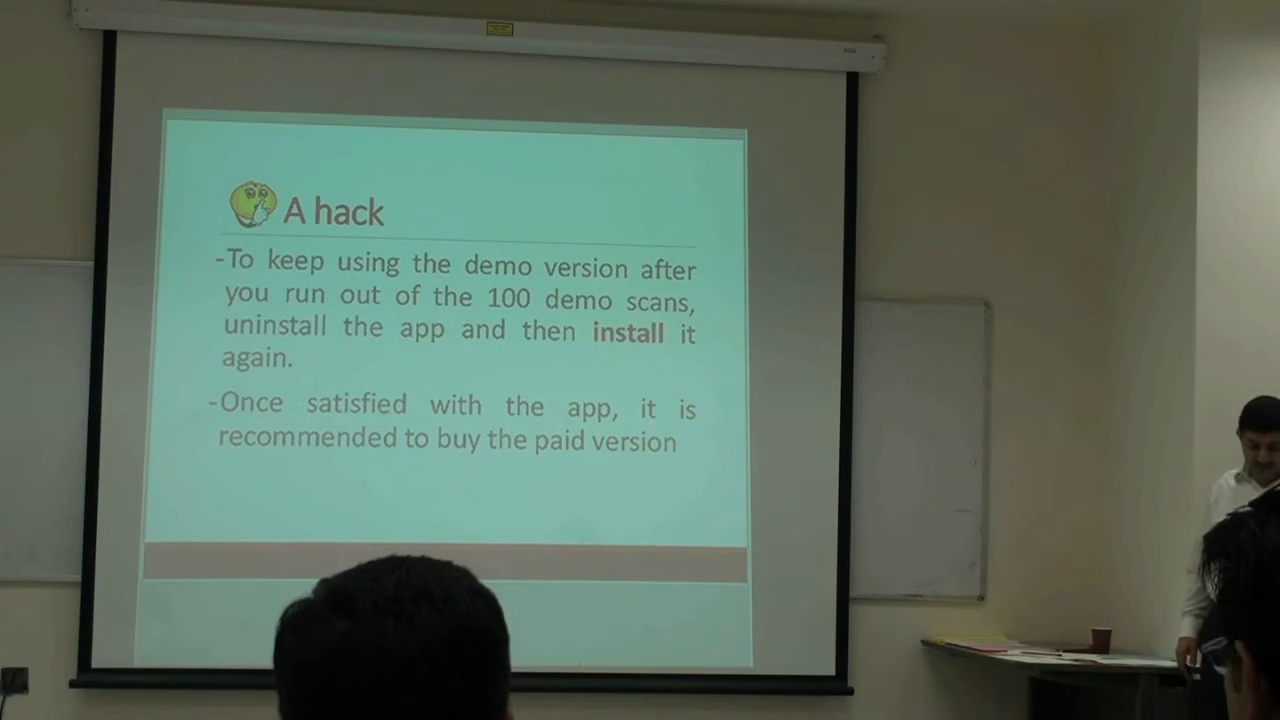 A hack
-To keep using the demo version after
you run out of the 100 demo scans,
uninstall the app and then install it
again.
-Once satisfied with the app, it is
recommended to buy the paid version